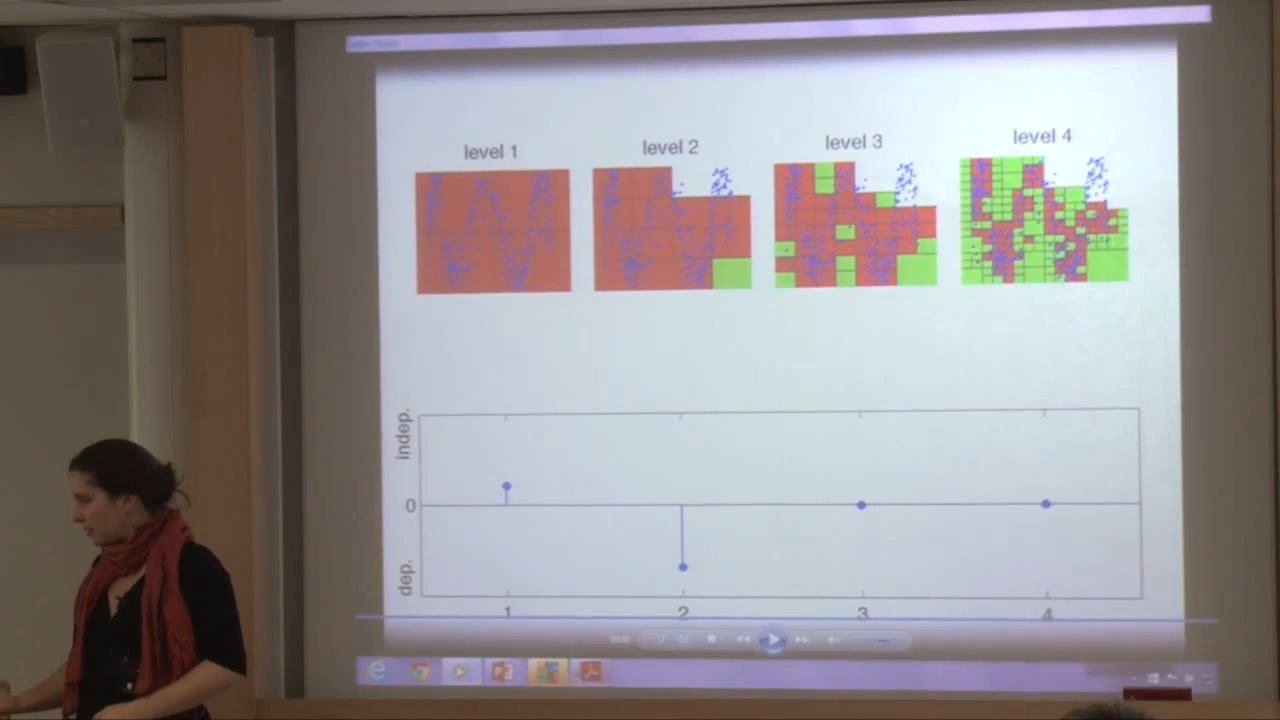 level 1
level 2
level 3
level 4
indep.
0
dep.
1
2
3
4